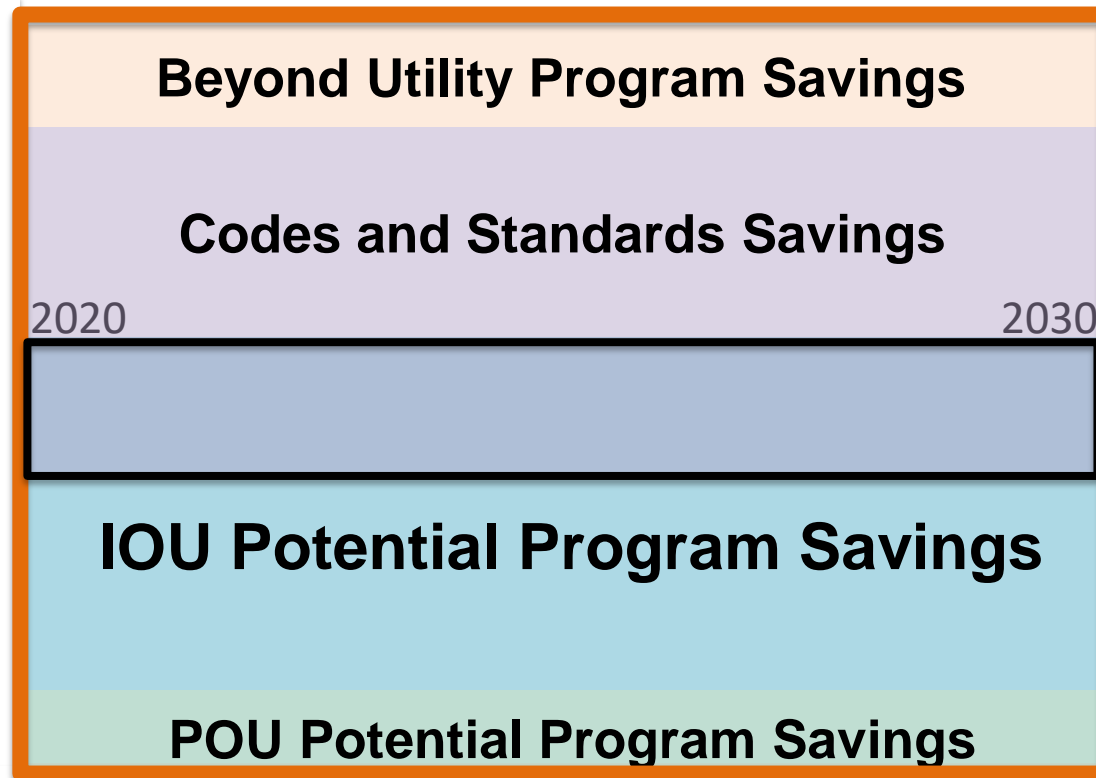 Beyond Utility Program Savings
Codes and Standards Savings
2020 2030
IOU Potential Program Savings
POU Potential Program Savings